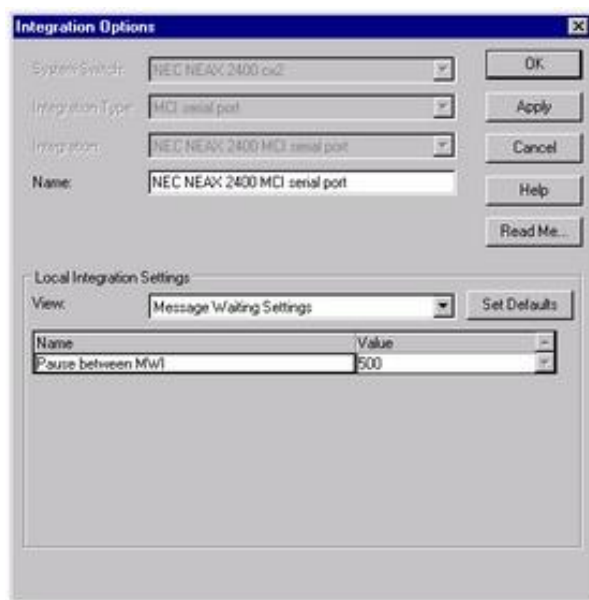 Integration Options
System Switch: NEC NEAX 2400 cw2 OK
Integration Type: MCI serial port Apply
Integration: NEC NEAX 2400 MCI serial port Cancel
Name: NEC NEAX 2400 MCI serial port Help
Read Me...
Local Integration Settings
View: Message Waiting Settings Set Defaults
Name Value
Pause between MWI 500